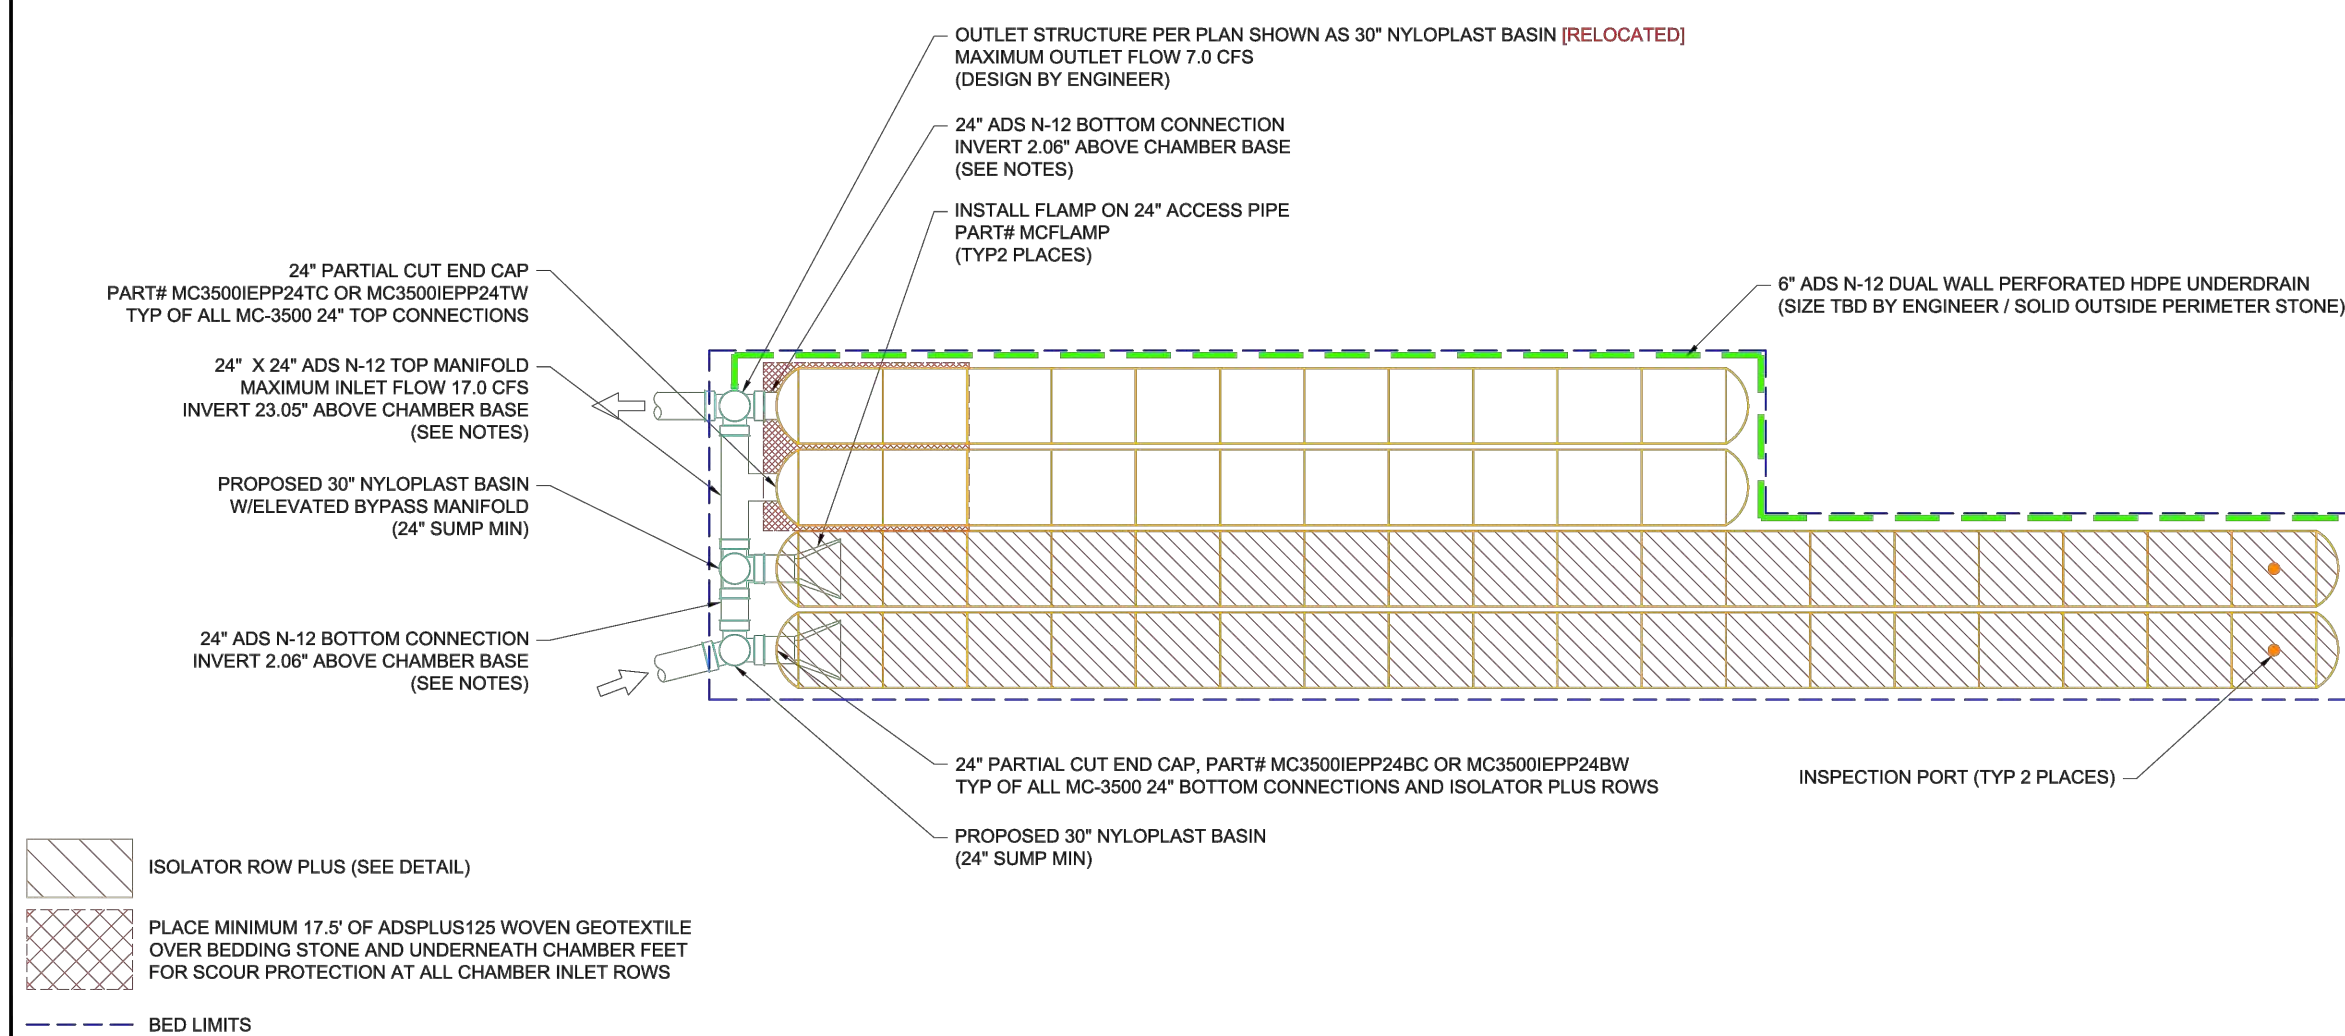 OUTLET STRUCTURE PER PLAN SHOWN AS 30" NYLOPLAST BASIN [RELOCATED]
MAXIMUM OUTLET FLOW 7.0 CFS
(DESIGN BY ENGINEER)
24" ADS N-12 BOTTOM CONNECTION
INVERT 2.06" ABOVE CHAMBER BASE
(SEE NOTES)
INSTALL FLAMP ON 24" ACCESS PIPE
PART# MCFLAMP
(TYP2 PLACES)
24" PARTIAL CUT END CAP
PART# MC3500IEPP24TC OR MC3500IEPP24TW
TYP OF ALL MC-3500 24" TOP CONNECTIONS
6" ADS N-12 DUAL WALL PERFORATED HDPE UNDERDRAIN
(SIZE TBD BY ENGINEER / SOLID OUTSIDE PERIMETER STONE)
24" X 24" ADS N-12 TOP MANIFOLD
MAXIMUM INLET FLOW 17.0 CFS
INVERT 23.05" ABOVE CHAMBER BASE
(SEE NOTES)
PROPOSED 30" NYLOPLAST BASIN
W/ELEVATED BYPASS MANIFOLD
(24" SUMP MIN)
24" ADS N-12 BOTTOM CONNECTION
INVERT 2.06" ABOVE CHAMBER BASE
(SEE NOTES)
24" PARTIAL CUT END CAP, PART# MC3500IEPP24BC OR MC3500IEPP24BW
TYP OF ALL MC-3500 24" BOTTOM CONNECTIONS AND ISOLATOR PLUS ROWS
INSPECTION PORT (TYP 2 PLACES)
PROPOSED 30" NYLOPLAST BASIN
(24" SUMP MIN)
ISOLATOR ROW PLUS (SEE DETAIL)
PLACE MINIMUM 17.5' OF ADSPLUS125 WOVEN GEOTEXTILE
OVER BEDDING STONE AND UNDERNEATH CHAMBER FEET
FOR SCOUR PROTECTION AT ALL CHAMBER INLET ROWS
BED LIMITS